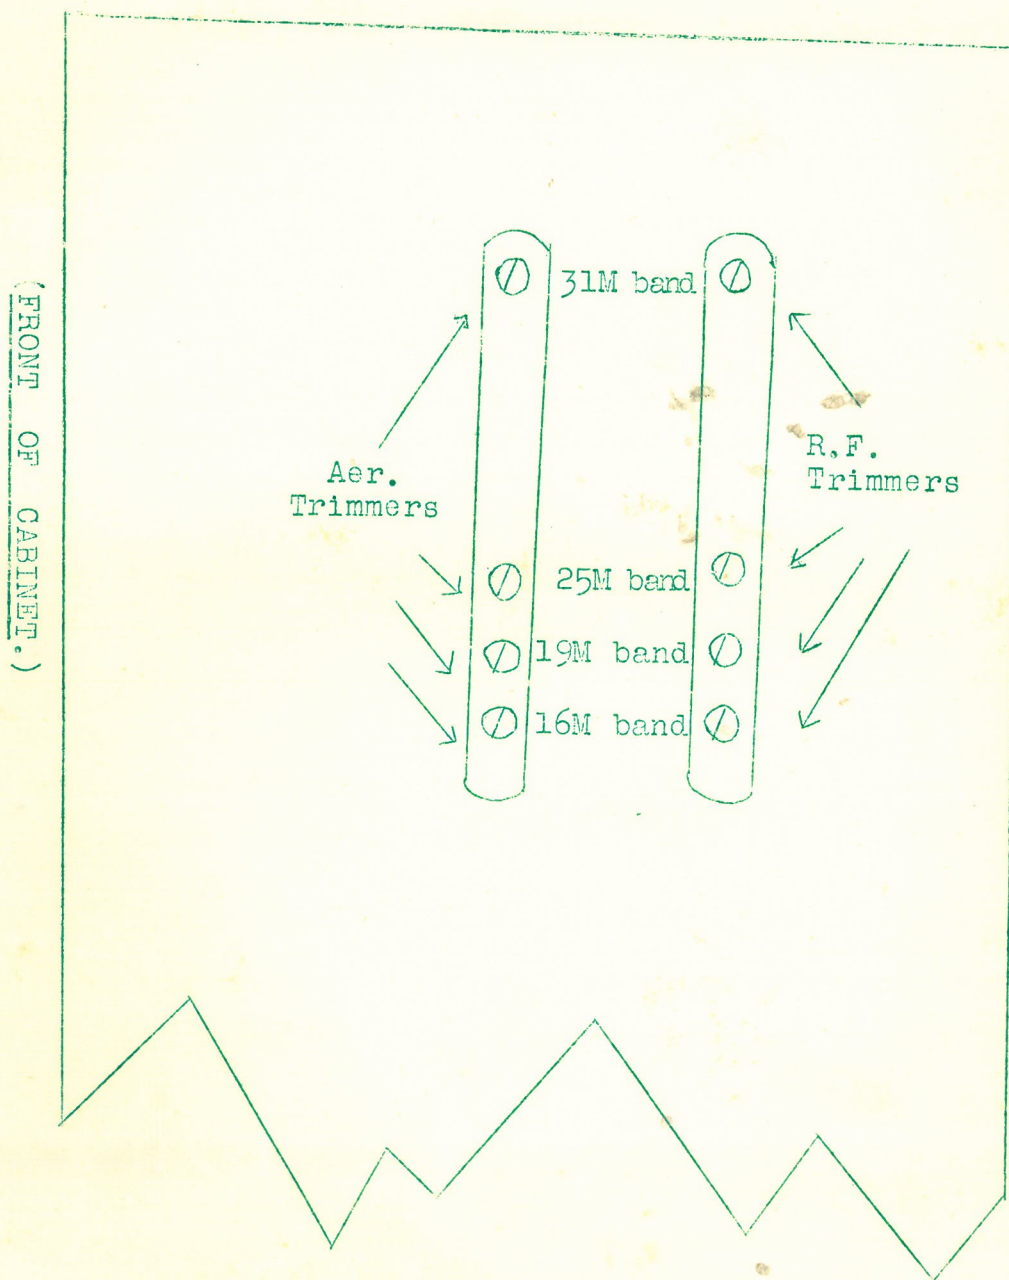 (FRONT OF CABINET.)
31M band
Aer.
Trimmers
R.F.
Trimmers
25M band
19M band
16M band